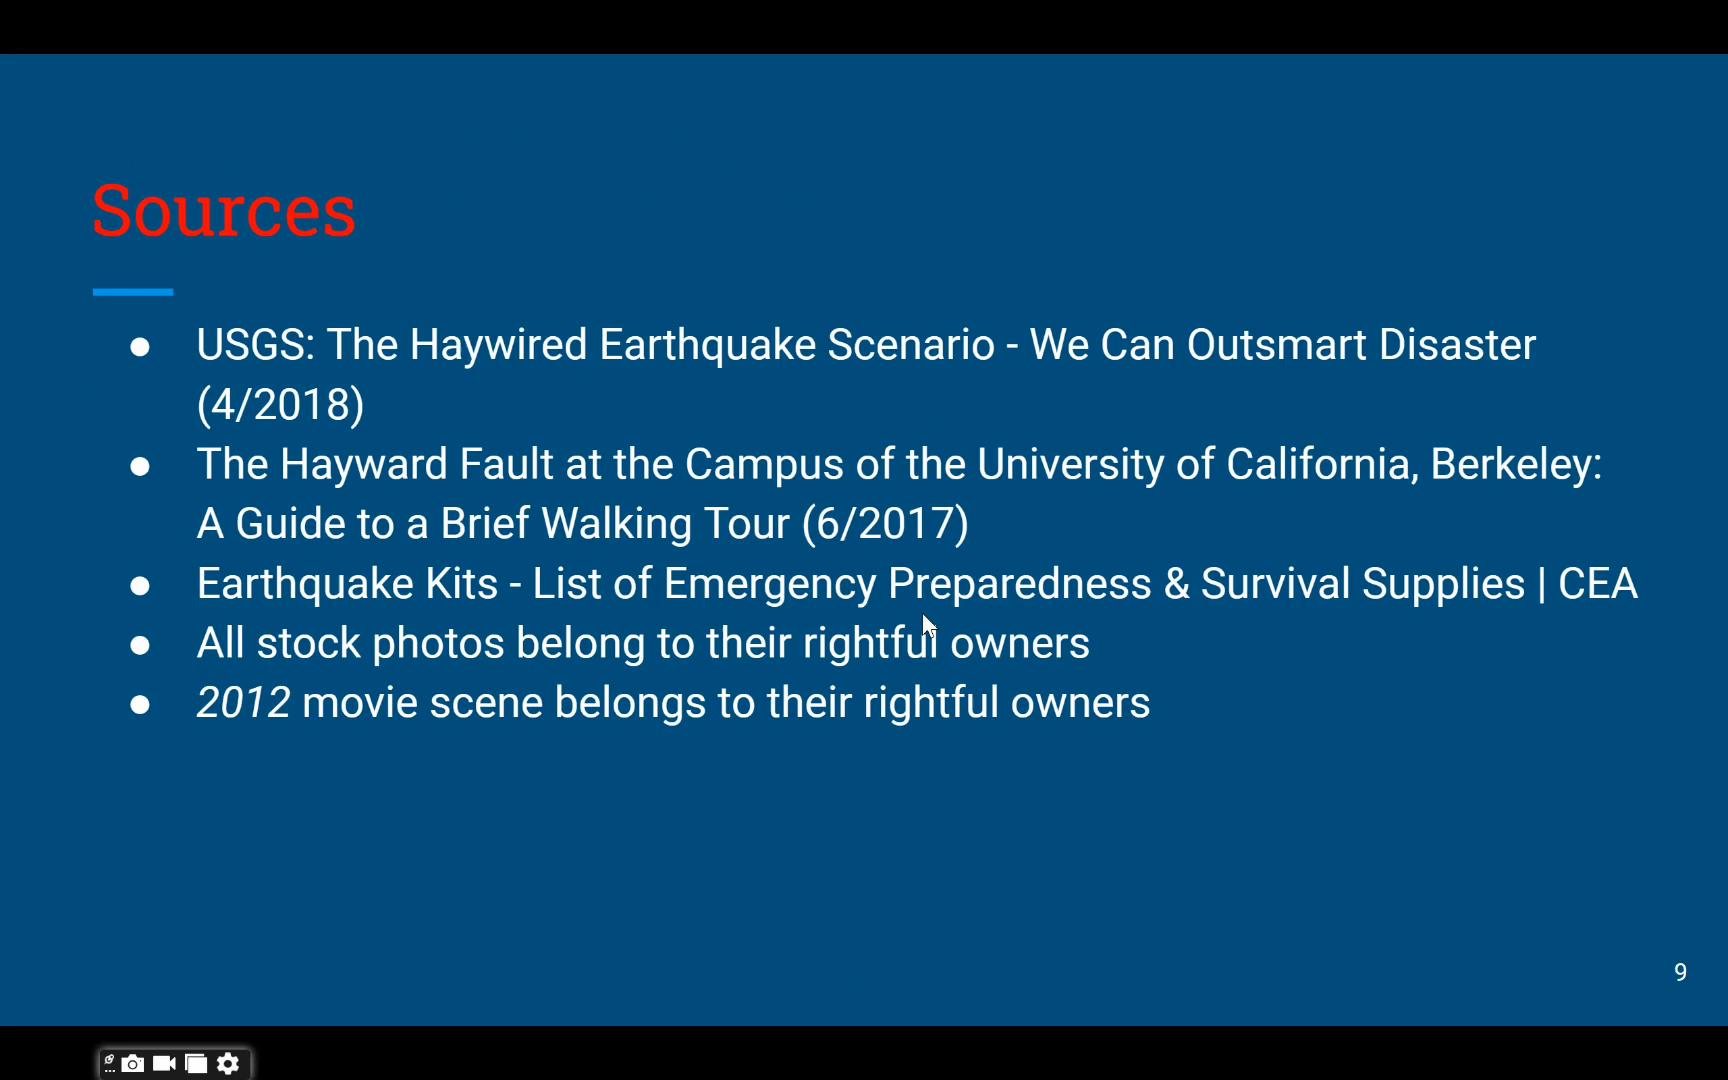 Sources
● USGS: The Haywired Earthquake Scenario - We Can Outsmart Disaster
(4/2018)
● The Hayward Fault at the Campus of the University of California, Berkeley:
A Guide to a Brief Walking Tour (6/2017)
● Earthquake Kits - List of Emergency Preparedness & Survival Supplies | CEA
● All stock photos belong to their rightful owners
● 2012 movie scene belongs to their rightful owners
9